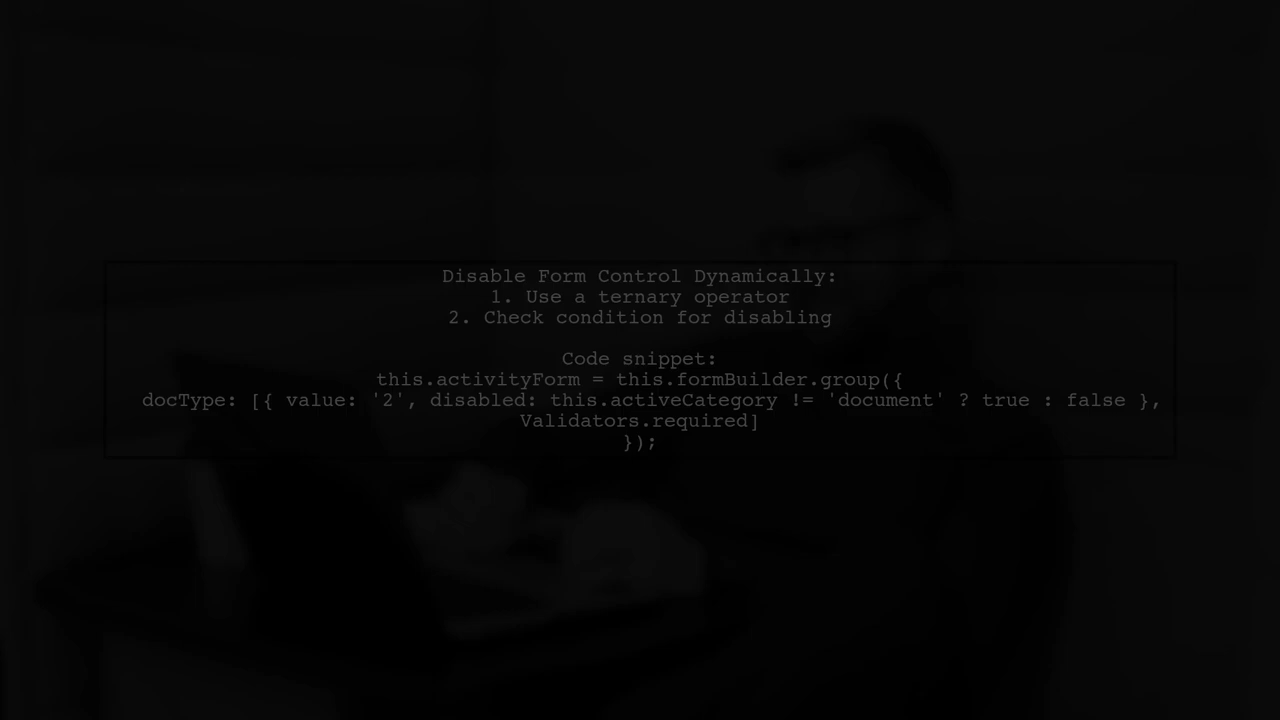 Disable Form Control Dynamically:
1. Use a ternary operator
2. Check condition for disabling
Code snippet:
this.activityForm = this.formBuilder.group({
docType: [{ value: '2', disabled: this.activeCategory != 'document' ? true : false },
Validators.required]
});